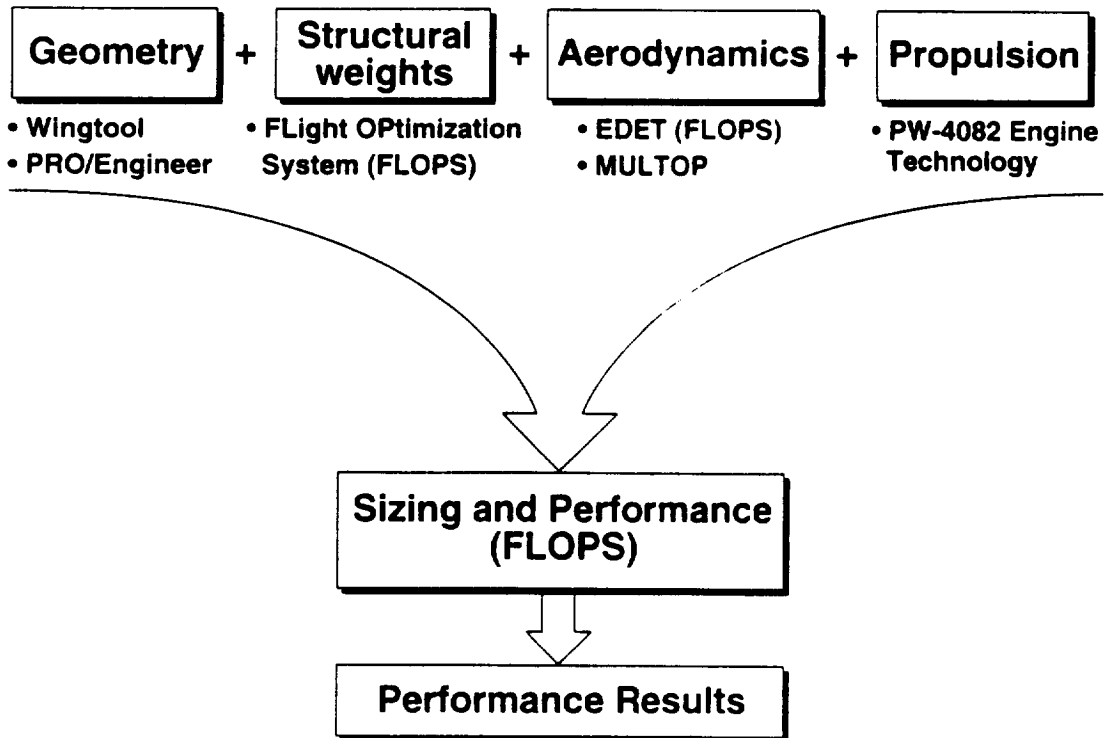 Geometry + Structural weights + Aerodynamics + Propulsion
• Wingtool
• PRO/Engineer
• FLight OPtimization
System (FLOPS)
• EDET (FLOPS)
• MULTOP
• PW-4082 Engine
Technology
Sizing and Performance
(FLOPS)
Performance Results